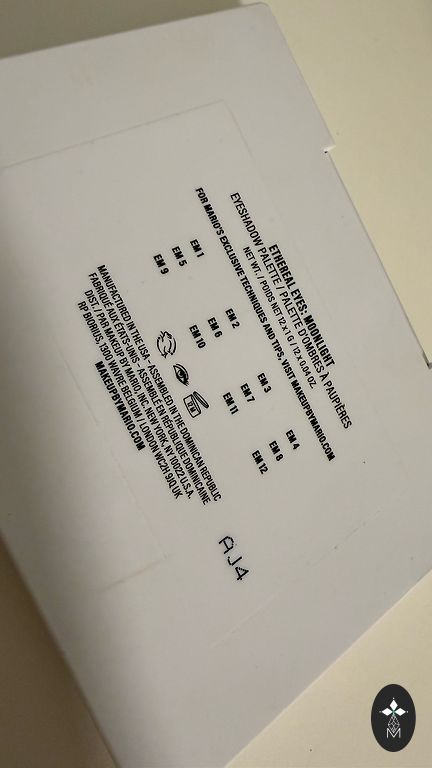 ETHEREAL EYES: MOONLIGHT
EYESHADOW PALETTE / PALETTE D'OMBRES À PAUPIÈRES
NET WT. / POIDS NET 12 x 1 G / 12 x 0.04 OZ.
FOR MARIO'S EXCLUSIVE TECHNIQUES AND TIPS, VISIT MAKEUPBYMARIO.COM
EM 1 EM 2 EM 3 EM 4
EM 5 EM 6 EM 7 EM 8
EM 9 EM 10 EM 11 EM 12
MANUFACTURED IN THE USA - ASSEMBLED IN THE DOMINICAN REPUBLIC
FABRIQUÉ AUX ÉTATS-UNIS - ASSEMBLÉ EN RÉPUBLIQUE DOMINICAINE
DIST. / PAR MAKEUP BY MARIO, INC. NEW YORK, NY 10022 U.S.A.
RP BIORIUS 1300 WAVRE BELGIUM / LONDON WC2H 9JQ UK
MAKEUPBYMARIO.COM
AJ4
M